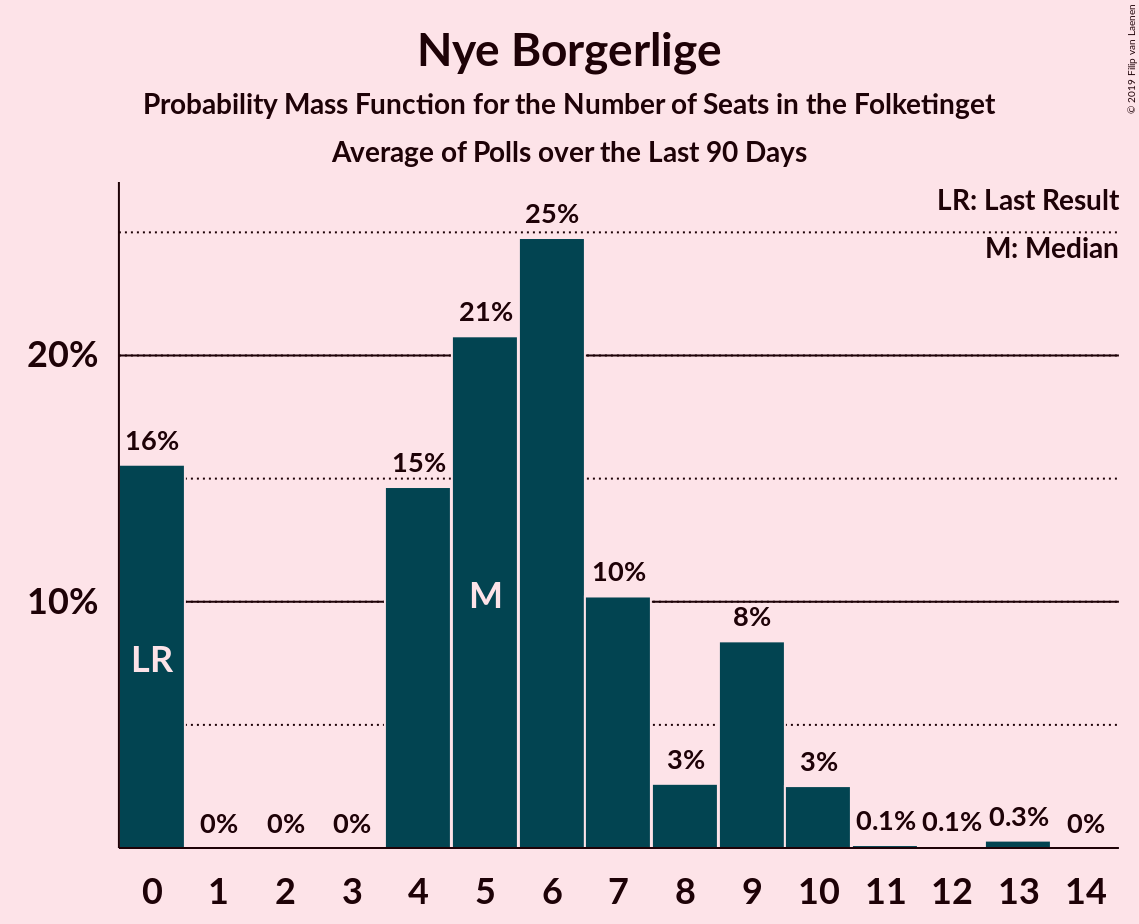 Nye Borgerlige
Probability Mass Function for the Number of Seats in the Folketinget
Average of Polls over the Last 90 Days
© 2019 Filip van Laenen
LR: Last Result
M: Median
25%
21%
20%
16%
15%
10%
M
10%
8%
LR
3%
3%
0%
0%
0%
0.1%
0.1%
0.3%
0%
0 1 2 3 4 5 6 7 8 9 10 11 12 13 14